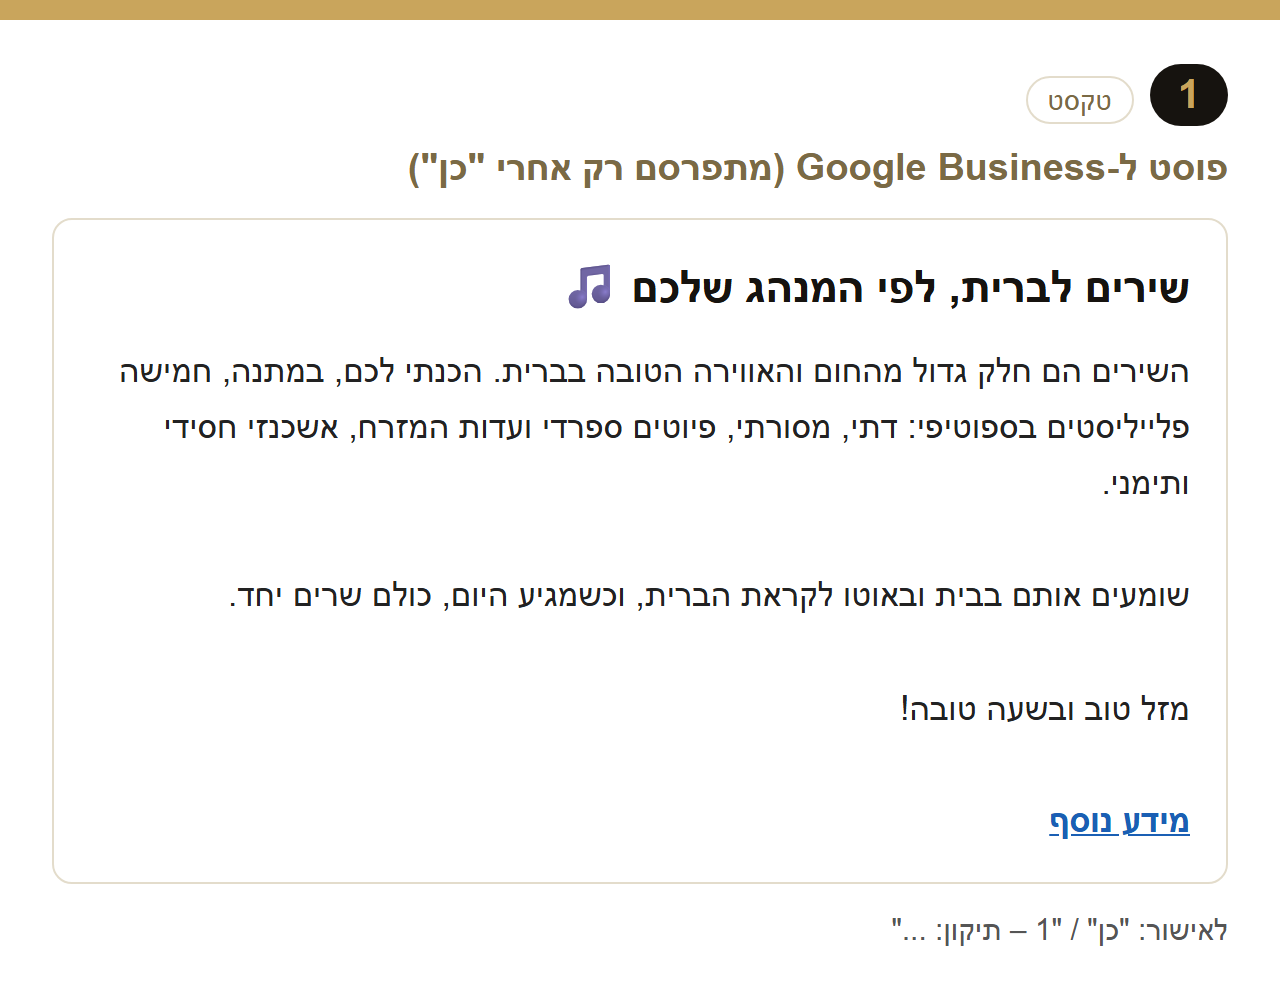 1
טקסט
פוסט ל-Google Business (מתפרסם רק אחרי "כן")
שירים לברית, לפי המנהג שלכם 🎵
השירים הם חלק גדול מהחום והאווירה הטובה בברית. הכנתי לכם, במתנה, חמישה
פלייליסטים בספוטיפי: דתי, מסורתי, פיוטים ספרדי ועדות המזרח, אשכנזי חסידי
ותימני.
שומעים אותם בבית ובאוטו לקראת הברית, וכשמגיע היום, כולם שרים יחד.
מזל טוב ובשעה טובה!
מידע נוסף
לאישור: "כן" / "1 – תיקון: ..."